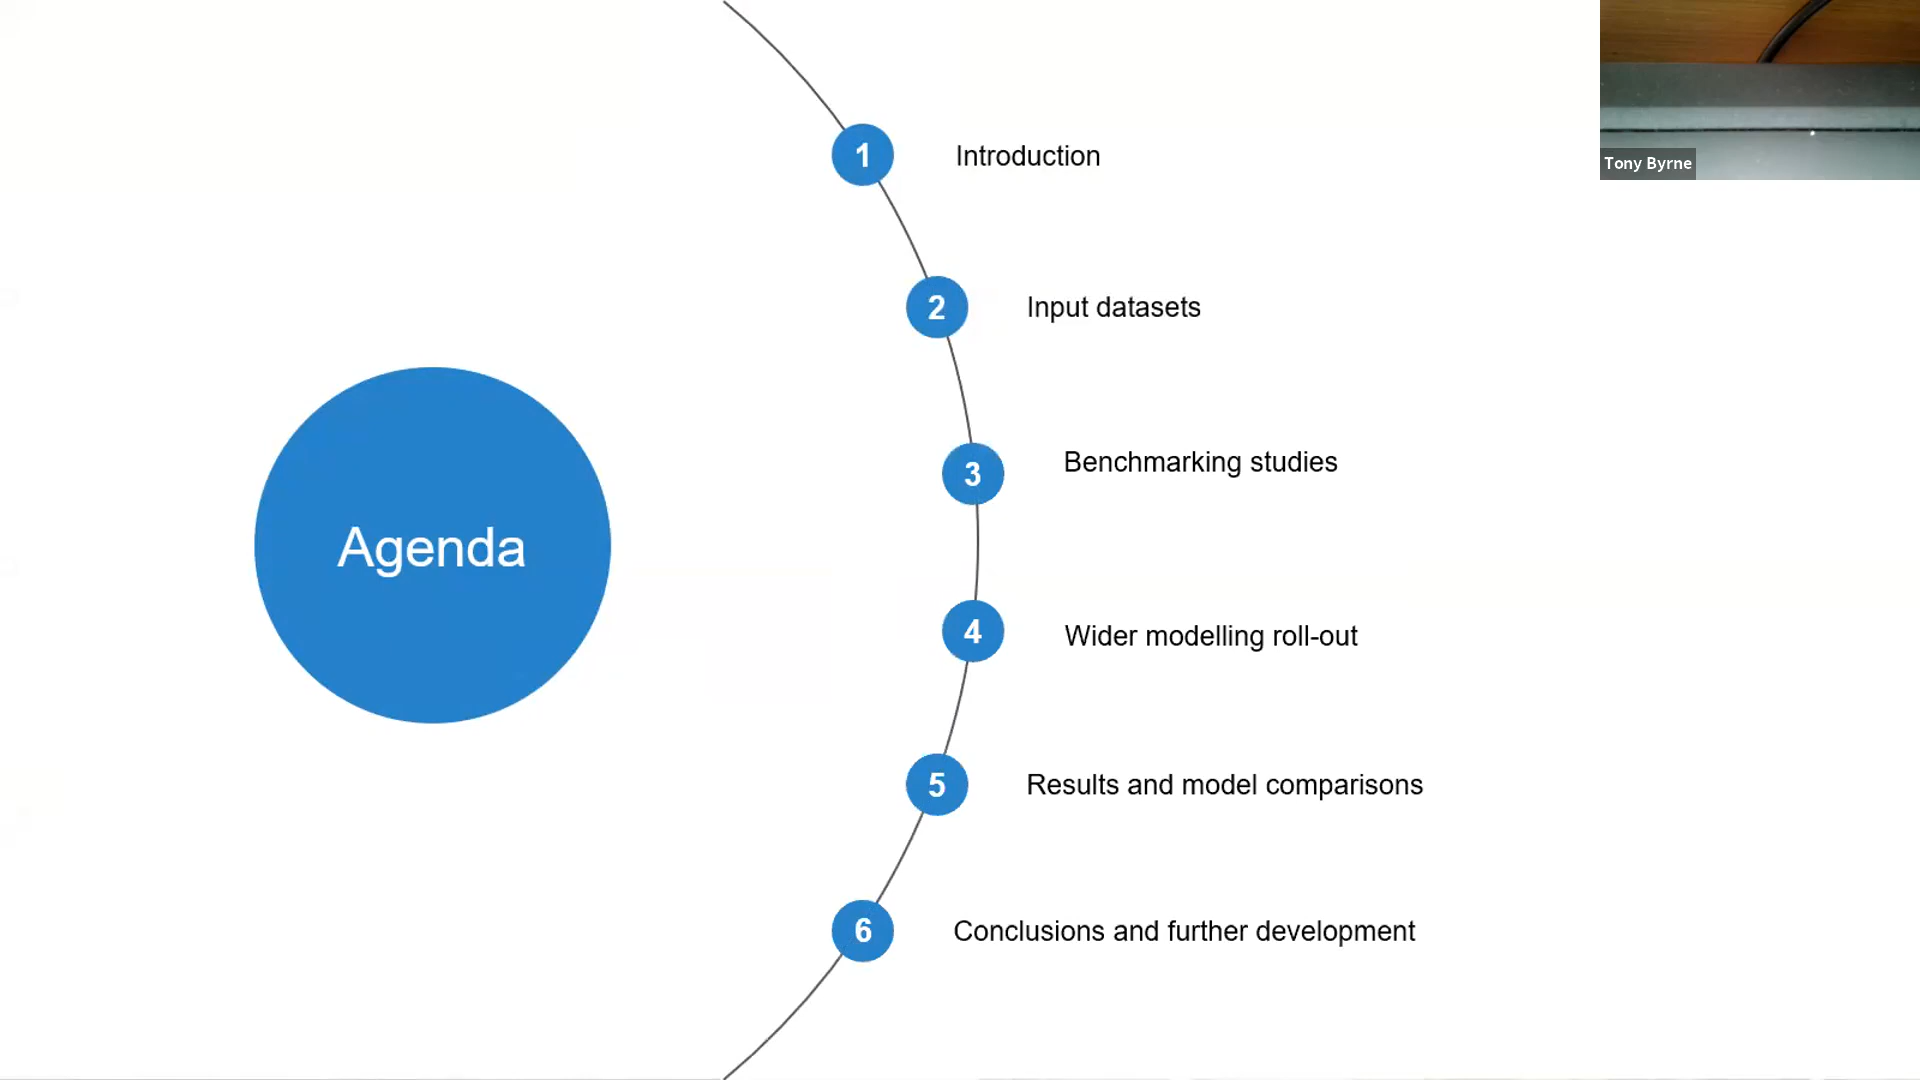 Agenda
1 Introduction
2 Input datasets
3 Benchmarking studies
4 Wider modelling roll-out
5 Results and model comparisons
6 Conclusions and further development
Tony Byrne